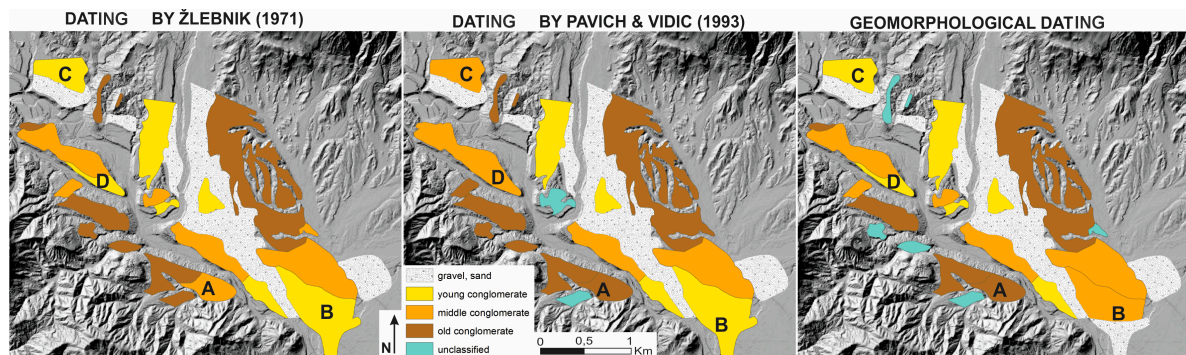 DATING BY ŽLEBNIK (1971)
DATING BY PAVICH & VIDIC (1993)
GEOMORPHOLOGICAL DATING
C
D
A
B
N
C
D
A
B
gravel, sand
young conglomerate
middle conglomerate
old conglomerate
unclassified
0 0,5 1
Km
C
D
A
B